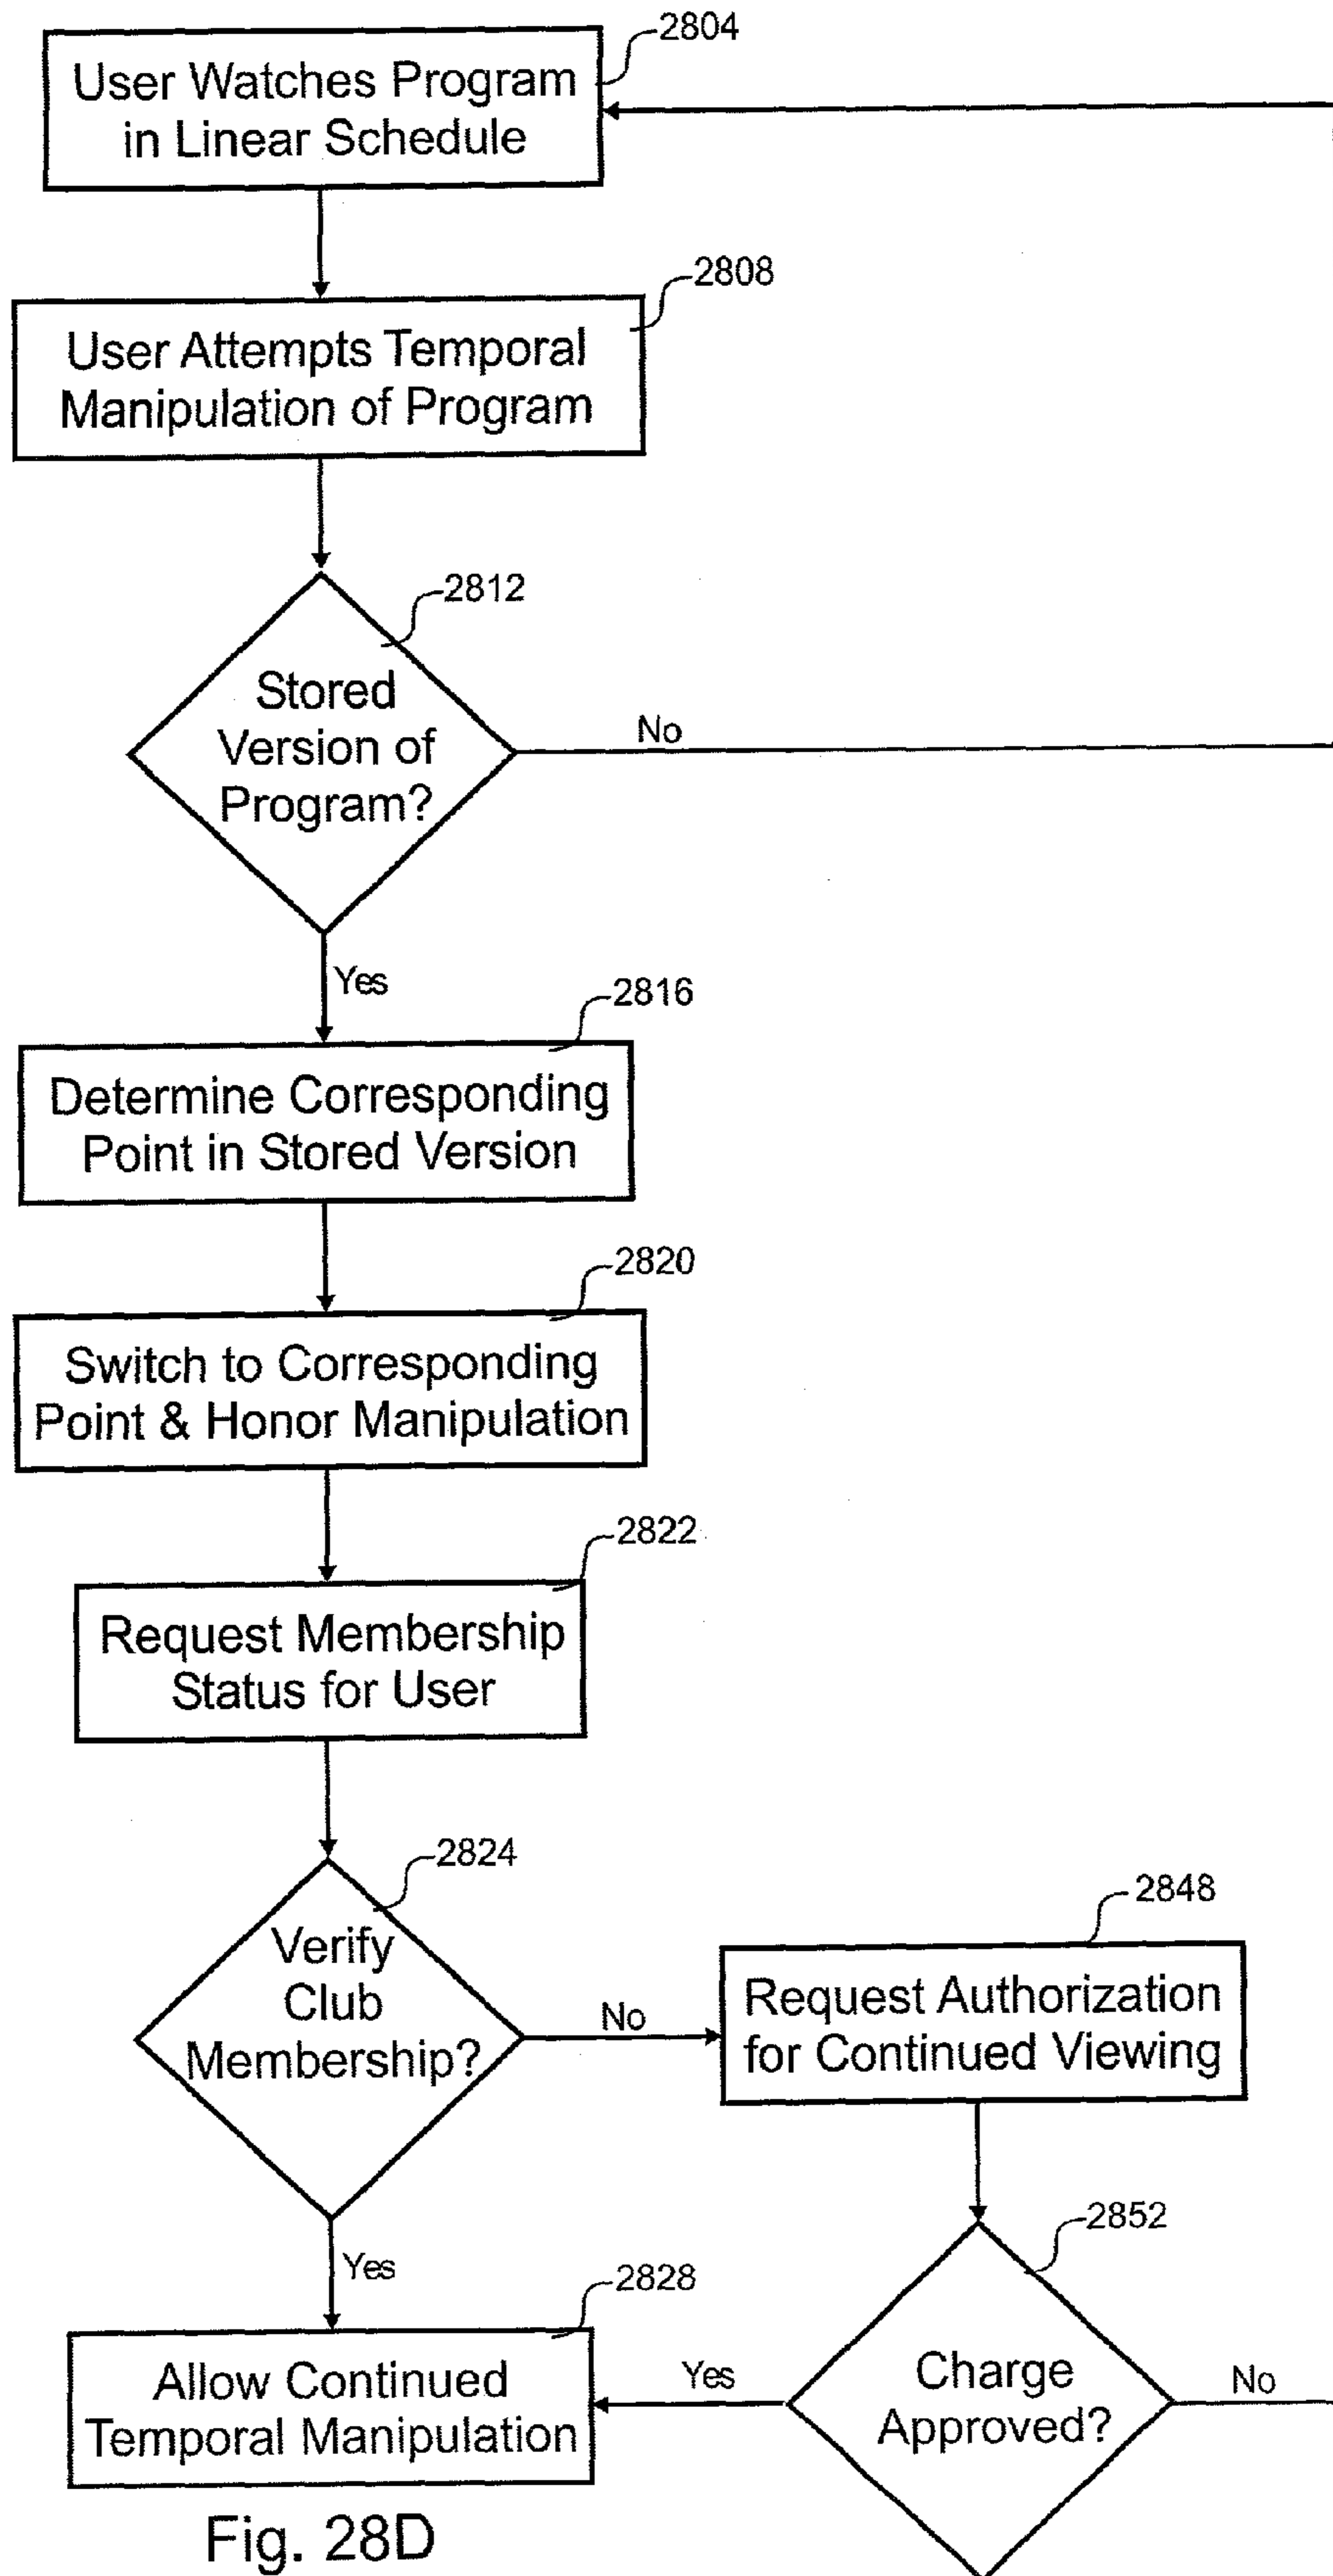 2804
User Watches Program
in Linear Schedule
2808
User Attempts Temporal
Manipulation of Program
2812
Stored
Version of
Program?
No
Yes
2816
Determine Corresponding
Point in Stored Version
2820
Switch to Corresponding
Point & Honor Manipulation
2822
Request Membership
Status for User
2824
Verify
Club
Membership?
No
2848
Request Authorization
for Continued Viewing
Yes
2852
Charge
Approved?
Yes
No
2828
Allow Continued
Temporal Manipulation
Fig. 28D